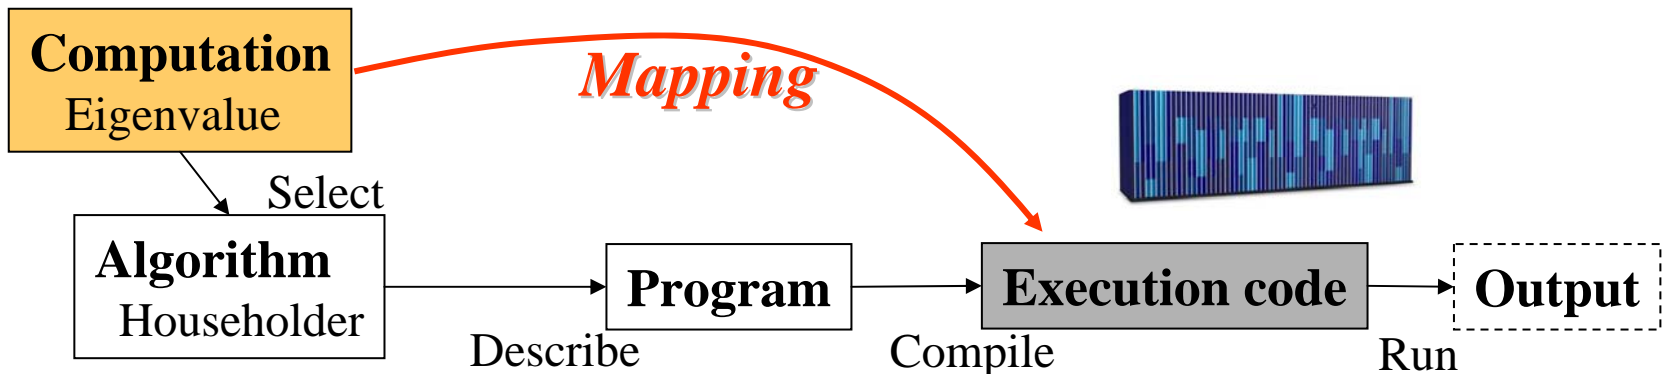 Computation
Eigenvalue
Mapping
Select
Algorithm
Householder
Describe
Program
Compile
Execution code
Run
Output